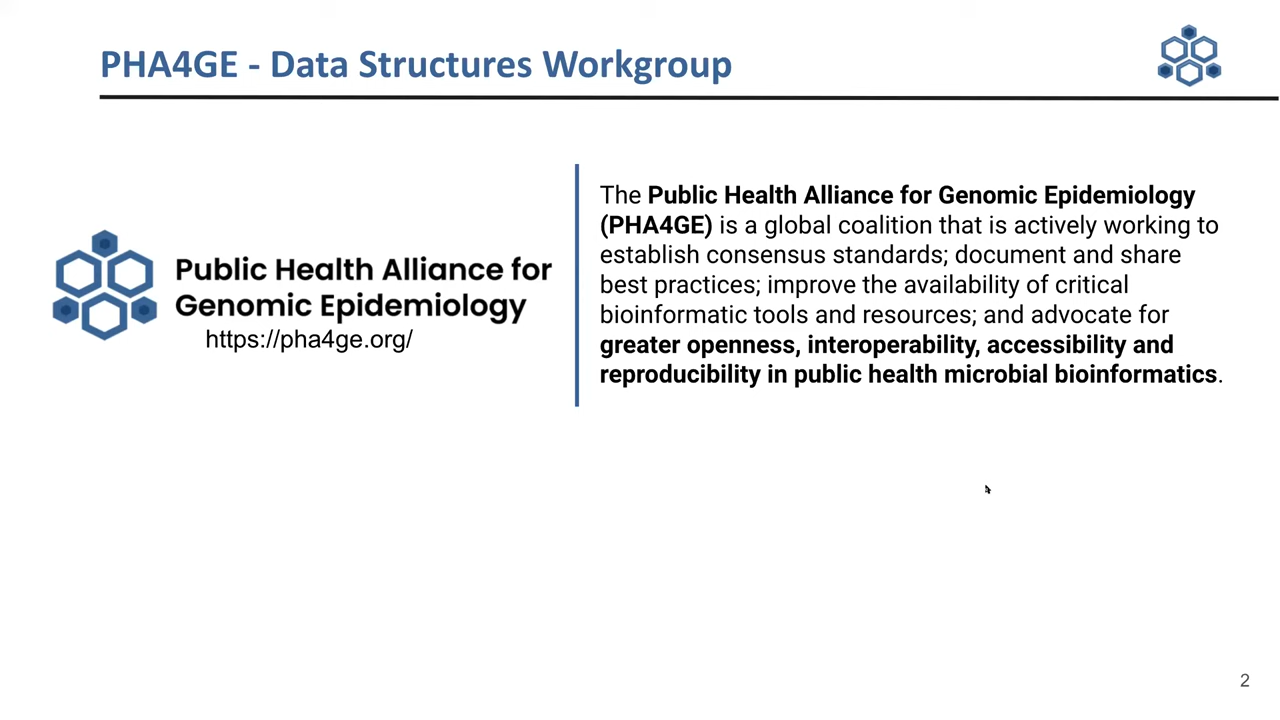 PHA4GE - Data Structures Workgroup
Public Health Alliance for
Genomic Epidemiology
https://pha4ge.org/
The Public Health Alliance for Genomic Epidemiology
(PHA4GE) is a global coalition that is actively working to
establish consensus standards; document and share
best practices; improve the availability of critical
bioinformatic tools and resources; and advocate for
greater openness, interoperability, accessibility and
reproducibility in public health microbial bioinformatics.
2